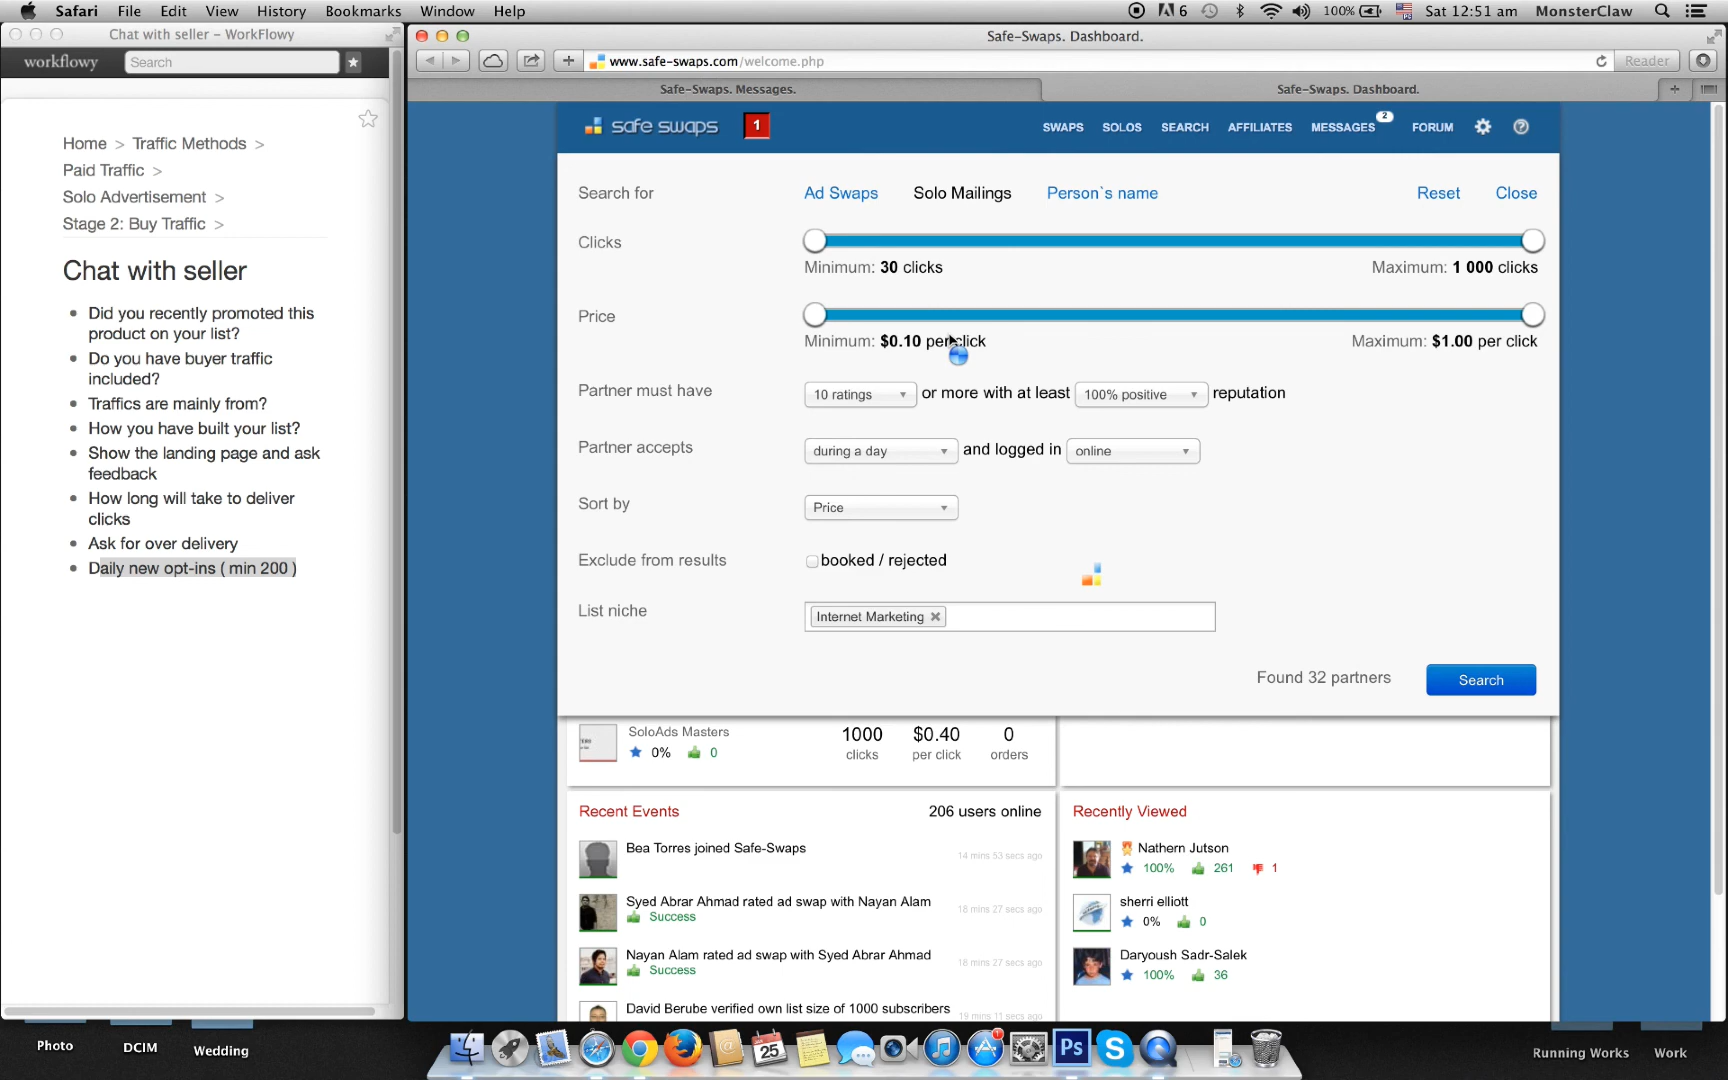 Safari File Edit View History Bookmarks Window Help
6 100% Sat 12:51 am MonsterClaw
Chat with seller – WorkFlowy
workflowy Search
Home > Traffic Methods >
Paid Traffic >
Solo Advertisement >
Stage 2: Buy Traffic >
Chat with seller
Did you recently promoted this
product on your list?
Do you have buyer traffic
included?
Traffics are mainly from?
How you have built your list?
Show the landing page and ask
feedback
How long will take to deliver
clicks
Ask for over delivery
Daily new opt-ins ( min 200 )
Safe-Swaps. Dashboard.
www.safe-swaps.com/welcome.php
Reader
Safe-Swaps. Messages.
Safe-Swaps. Dashboard.
safe swaps 1 SWAPS SOLOS SEARCH AFFILIATES MESSAGES 2 FORUM
Search for Ad Swaps Solo Mailings Person`s name Reset Close
Clicks
Minimum: 30 clicks Maximum: 1 000 clicks
Price
Minimum: $0.10 per click Maximum: $1.00 per click
Partner must have 10 ratings or more with at least 100% positive reputation
Partner accepts during a day and logged in online
Sort by Price
Exclude from results booked / rejected
List niche Internet Marketing
Found 32 partners Search
SoloAds Masters 1000 $0.40 0
0% 0 clicks per click orders
Recent Events 206 users online
Bea Torres joined Safe-Swaps 14 mins 53 secs ago
Syed Abrar Ahmad rated ad swap with Nayan Alam
Success 18 mins 27 secs ago
Nayan Alam rated ad swap with Syed Abrar Ahmad
Success 18 mins 27 secs ago
David Berube verified own list size of 1000 subscribers
19 mins 11 secs ago
Recently Viewed
Nathern Jutson
100% 261 1
sherri elliott
0% 0
Daryoush Sadr-Salek
100% 36
Photo DCIM Wedding
25 Ps
Running Works Work